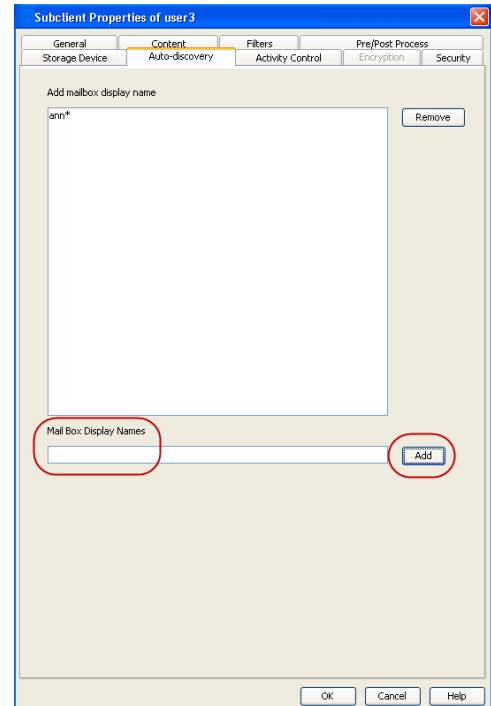 Subclient Properties of user3
General Content Filters Pre/Post Process
Storage Device Auto-discovery Activity Control Encryption Security
Add mailbox display name
ann*
Remove
Mail Box Display Names
Add
OK Cancel Help